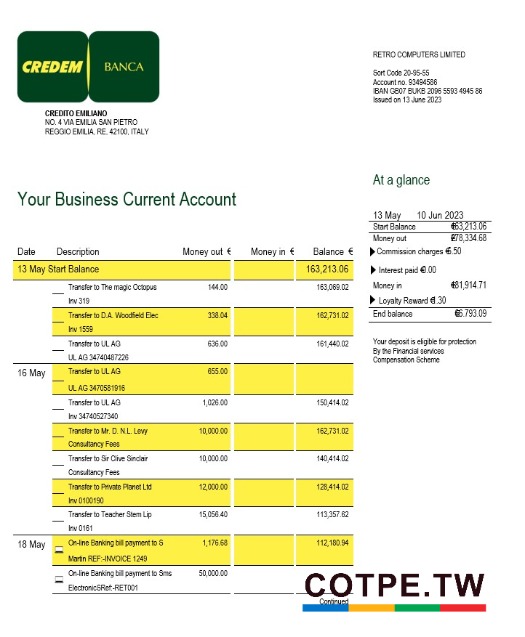 CREDEM BANCA
CREDITO EMILIANO
NO. 4 VIA EMILIA SAN PIETRO
REGGIO EMILIA, RE, 42100, ITALY
RETRO COMPUTERS LIMITED
Sort Code 20-95-55
Account no. 93494586
IBAN GB07 BUKB 2096 5593 4945 86
Issued on 13 June 2023
Your Business Current Account
At a glance
13 May 10 Jun 2023
Start Balance 63,213.06
Money out 78,334.68
Commission charges 6.50
Interest paid 0.00
Money in 81,914.71
Loyalty Reward 1.30
End balance 6.793.09
Your deposit is eligible for protection
By the Financial services
Compensation Scheme
Date Description Money out € Money in € Balance €
13 May Start Balance 163,213.06
Transfer to The magic Octopus 144.00 163,069.02
Inv 319
Transfer to D.A. Woodfield Elec 338.04 162,731.02
Inv 1559
Transfer to UL AG 636.00 161,440.02
UL AG 34740487226
16 May Transfer to UL AG 655.00
UL AG 3470581916
Transfer to UL AG 1,026.00 150,414.02
Inv 34740527340
Transfer to Mr. D. N.L. Levy 10,000.00 162,731.02
Consultancy Fees
Transfer to Sir Clive Sinclair 10,000.00 140,414.02
Consultancy Fees
Transfer to Private Planet Ltd 12,000.00 128,414.02
Inv 0100190
Transfer to Teacher Stem Lip 15,056.40 113,357.62
Inv 0161
18 May On-line Banking bill payment to S 1,176.68 112,180.94
Martin REF:-INVOICE 1249
On-line Banking bill payment to Sms 50,000.00
ElectronicSRef:-RET001
Continued
COTPE.TW